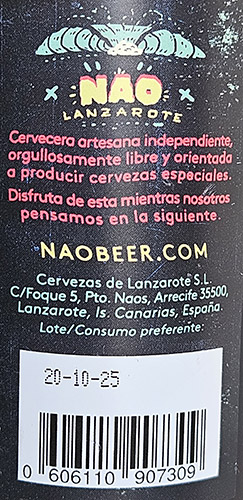 NAO
LANZAROTE
Cervecera artesana independiente,
orgullosamente libre y orientada
a producir cervezas especiales.
Disfruta de esta mientras nosotros
pensamos en la siguiente.
NAOBEER.COM
Cervezas de Lanzarote S.L.
C/Foque 5, Pto. Naos, Arrecife 35500,
Lanzarote, Is. Canarias, España.
Lote/Consumo preferente:
20-10-25
0 606110 907309